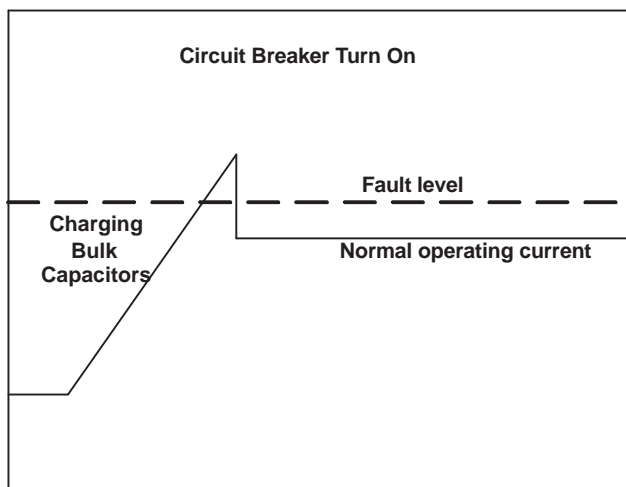 Circuit Breaker Turn On
Fault level
Charging
Bulk
Capacitors
Normal operating current